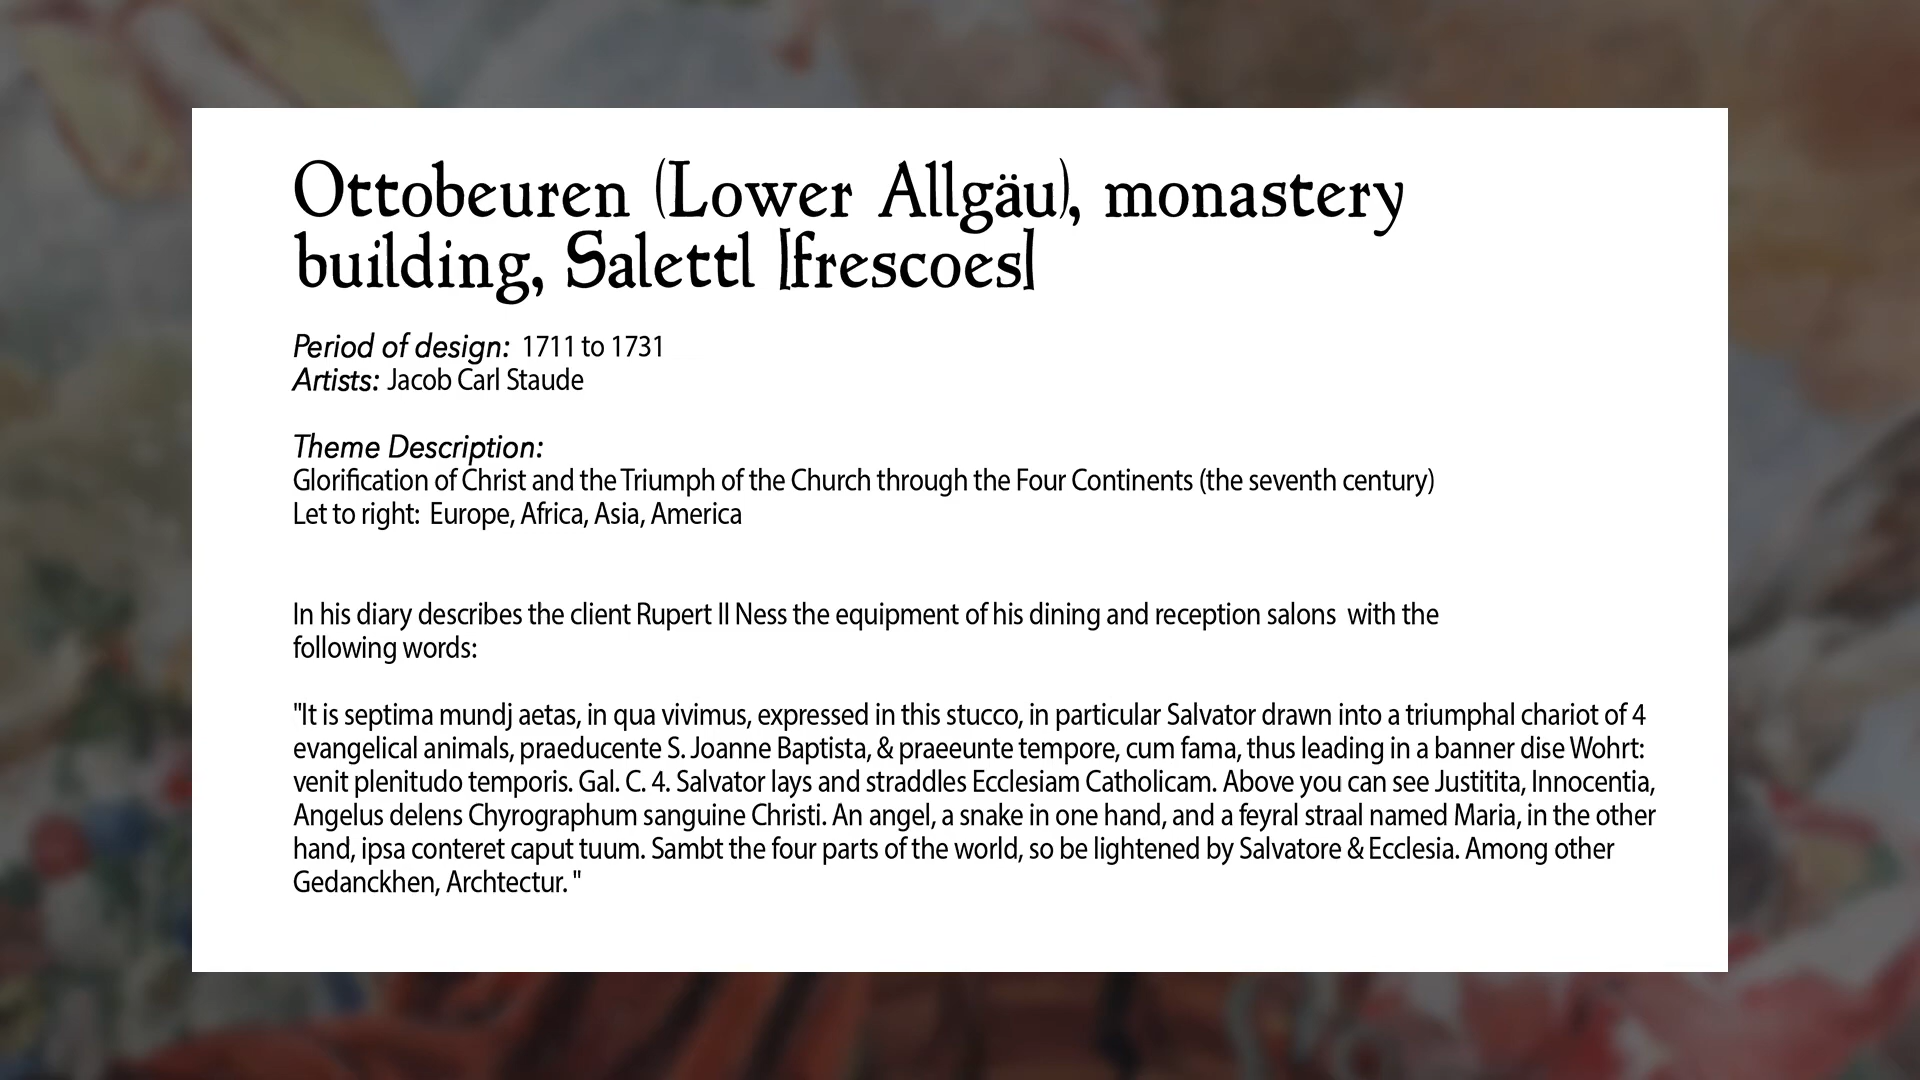 Ottobeuren (Lower Allgäu), monastery
building, Salettl [frescoes]
Period of design: 1711 to 1731
Artists: Jacob Carl Staude
Theme Description:
Glorification of Christ and the Triumph of the Church through the Four Continents (the seventh century)
Let to right: Europe, Africa, Asia, America
In his diary describes the client Rupert II Ness the equipment of his dining and reception salons with the
following words:
"It is septima mundj aetas, in qua vivimus, expressed in this stucco, in particular Salvator drawn into a triumphal chariot of 4
evangelical animals, praeducente S. Joanne Baptista, & praeeunte tempore, cum fama, thus leading in a banner dise Wohrt:
venit plenitudo temporis. Gal. C. 4. Salvator lays and straddles Ecclesiam Catholicam. Above you can see Justitita, Innocentia,
Angelus delens Chyrographum sanguine Christi. An angel, a snake in one hand, and a feyral straal named Maria, in the other
hand, ipsa conteret caput tuum. Sambt the four parts of the world, so be lightened by Salvatore & Ecclesia. Among other
Gedanckhen, Archtectur. "